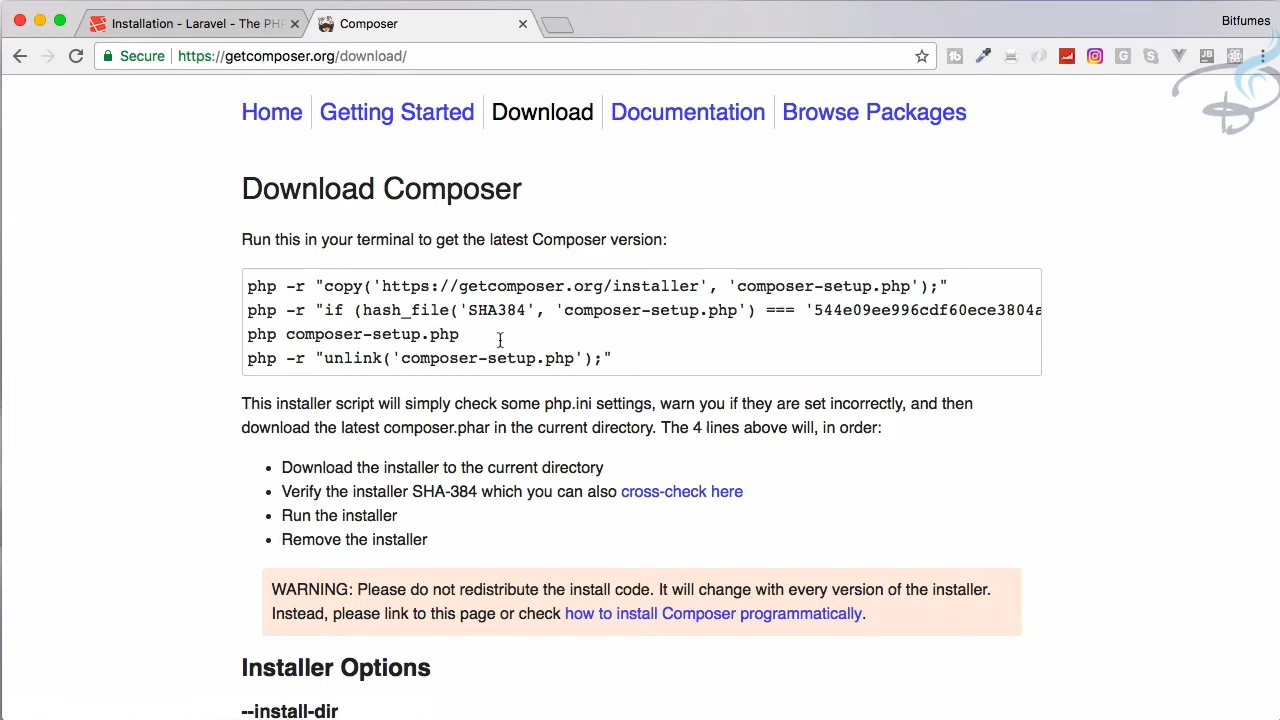 Installation - Laravel - The PHP
Composer
Bitfumes
Secure
https://getcomposer.org/download/
Home
Getting Started
Download
Documentation
Browse Packages
Download Composer
Run this in your terminal to get the latest Composer version:
php -r "copy('https://getcomposer.org/installer', 'composer-setup.php');"
php -r "if (hash_file('SHA384', 'composer-setup.php') === '544e09ee996cdf60ece3804a
php composer-setup.php
php -r "unlink('composer-setup.php');"
This installer script will simply check some php.ini settings, warn you if they are set incorrectly, and then
download the latest composer.phar in the current directory. The 4 lines above will, in order:
• Download the installer to the current directory
• Verify the installer SHA-384 which you can also cross-check here
• Run the installer
• Remove the installer
WARNING: Please do not redistribute the install code. It will change with every version of the installer.
Instead, please link to this page or check how to install Composer programmatically.
Installer Options
--install-dir